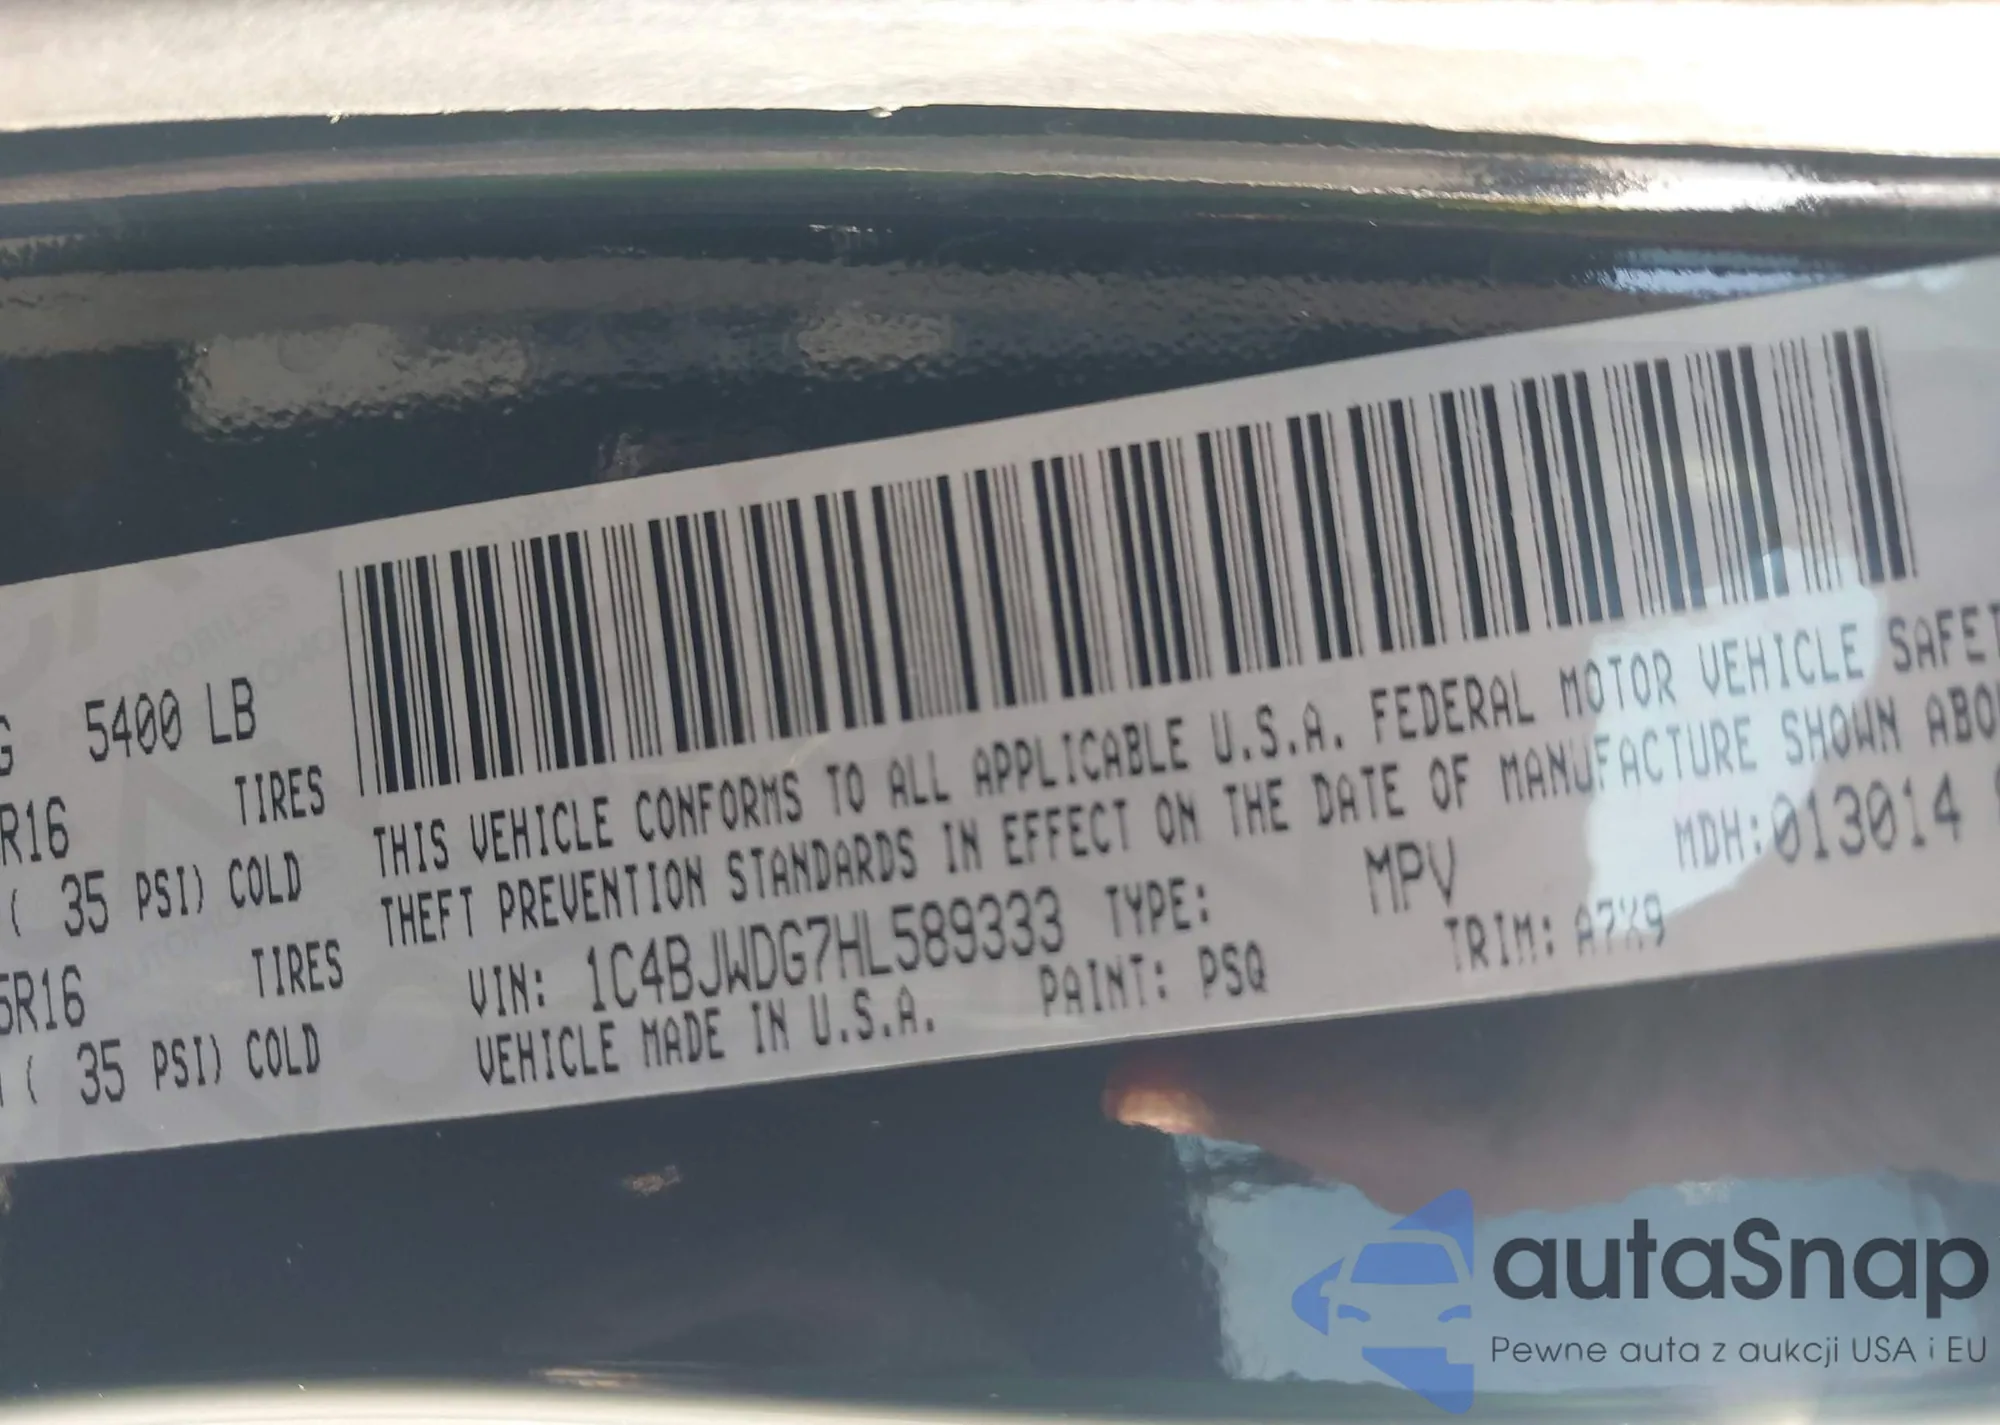 5400 LB
R16 TIRES
( 35 PSI) COLD
5R16 TIRES
( 35 PSI) COLD
THIS VEHICLE CONFORMS TO ALL APPLICABLE U.S.A. FEDERAL MOTOR VEHICLE SAFET
THEFT PREVENTION STANDARDS IN EFFECT ON THE DATE OF MANUFACTURE SHOWN ABO
MDH:013014
VIN: 1C4BJWDG7HL589333 TYPE: MPV
VEHICLE MADE IN U.S.A. PAINT: PSQ TRIM: A7X9
autaSnap
Pewne auta z aukcji USA i EU